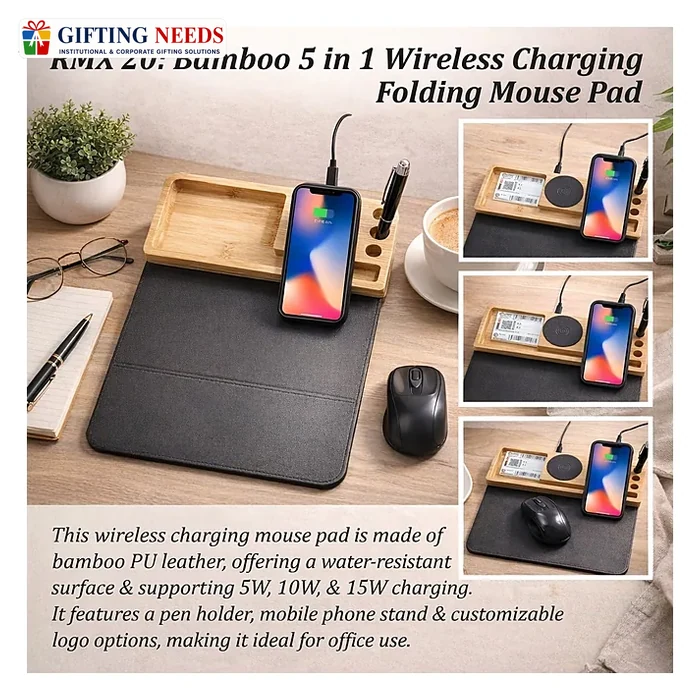 GIFTING NEEDS
INSTITUTIONAL & CORPORATE GIFTING SOLUTIONS
RMX 20: Bamboo 5 in 1 Wireless Charging
Folding Mouse Pad
This wireless charging mouse pad is made of
bamboo PU leather, offering a water-resistant
surface & supporting 5W, 10W, & 15W charging.
It features a pen holder, mobile phone stand & customizable
logo options, making it ideal for office use.